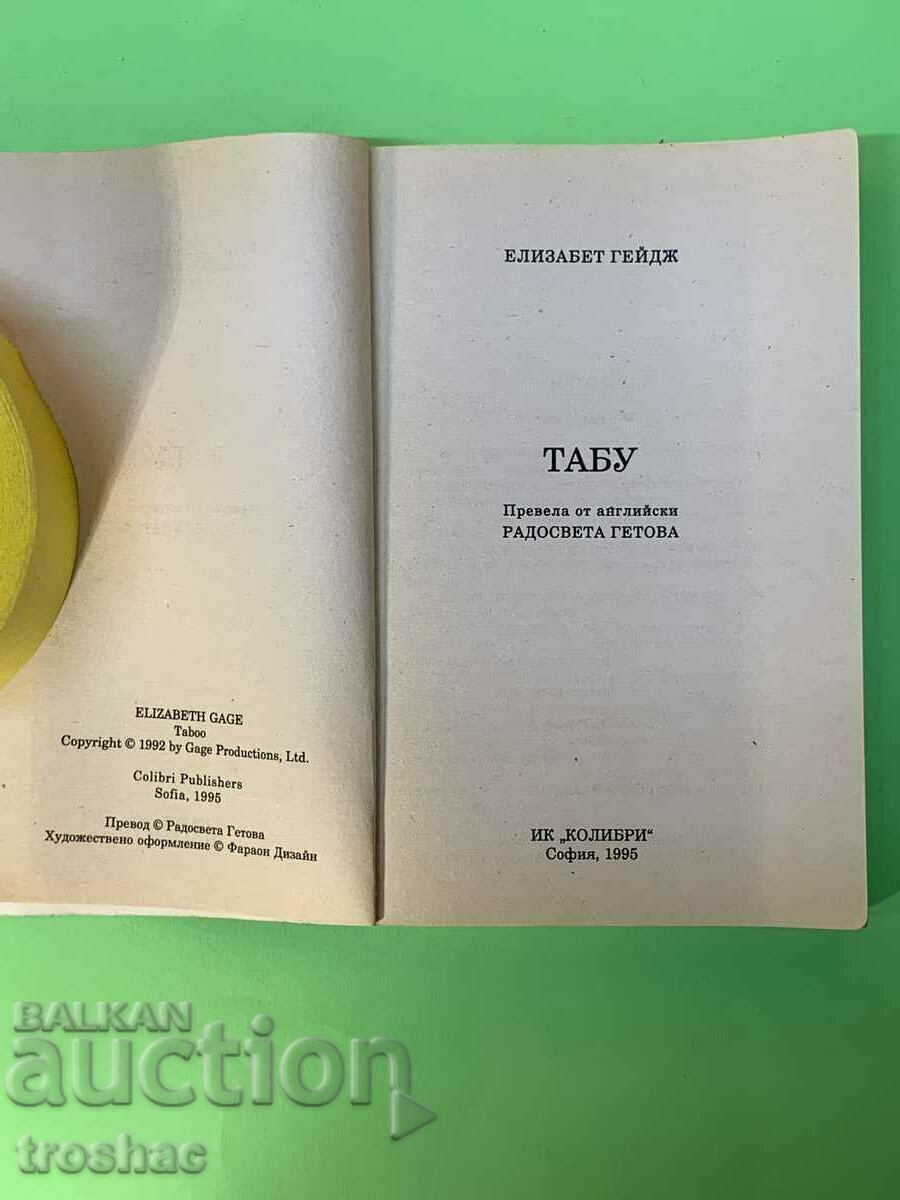 ELIZABETH GAGE
Taboo
Copyright © 1992 by Gage Productions, Ltd.
Colibri Publishers
Sofia, 1995
Превод © Радосвета Гетова
Художествено оформление © Фараон Дизайн
ЕЛИЗАБЕТ ГЕЙДЖ
ТАБУ
Превела от английски
РАДОСВЕТА ГЕТОВА
ИК „КОЛИБРИ“
София, 1995
BALKAN
auction
troshac